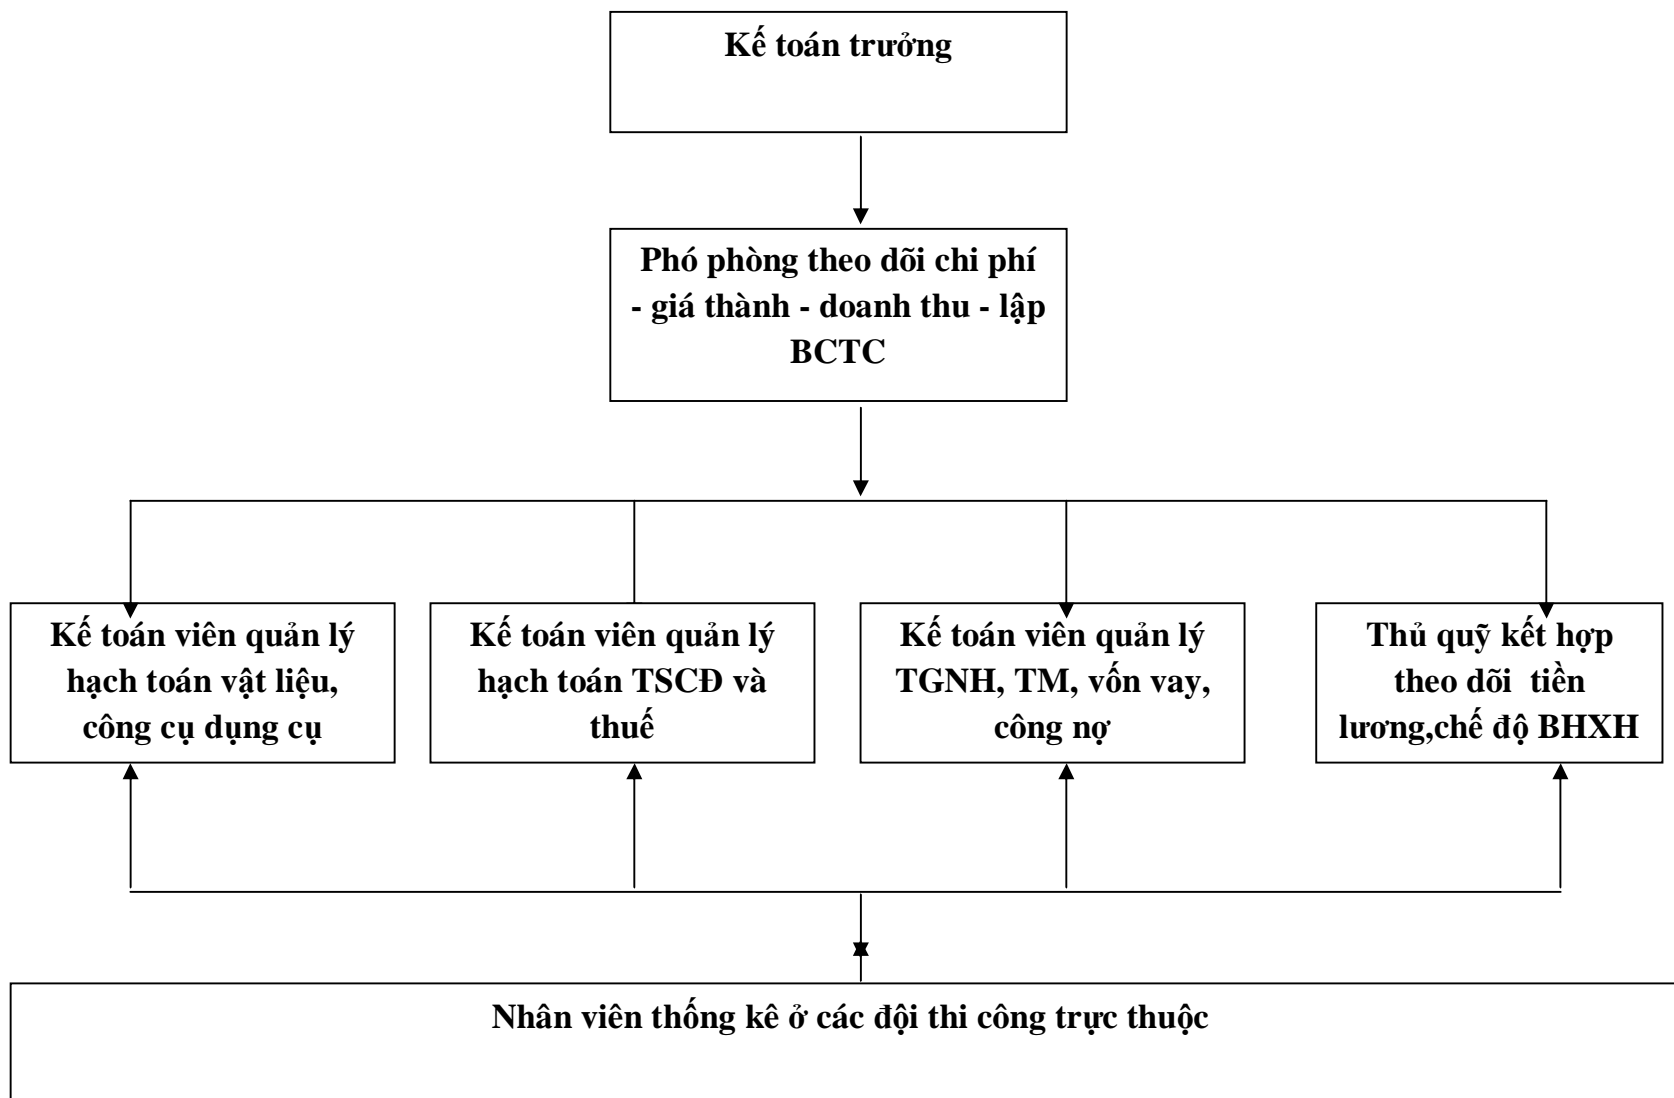 Kế toán trưởng
Phó phòng theo dõi chi phí
- giá thành - doanh thu - lập
BCTC
Kế toán viên quản lý
hạch toán vật liệu,
công cụ dụng cụ
Kế toán viên quản lý
hạch toán TSCĐ và
thuế
Kế toán viên quản lý
TGNH, TM, vốn vay,
công nợ
Thủ quỹ kết hợp
theo dõi tiền
lương,chế độ BHXH
Nhân viên thống kê ở các đội thi công trực thuộc